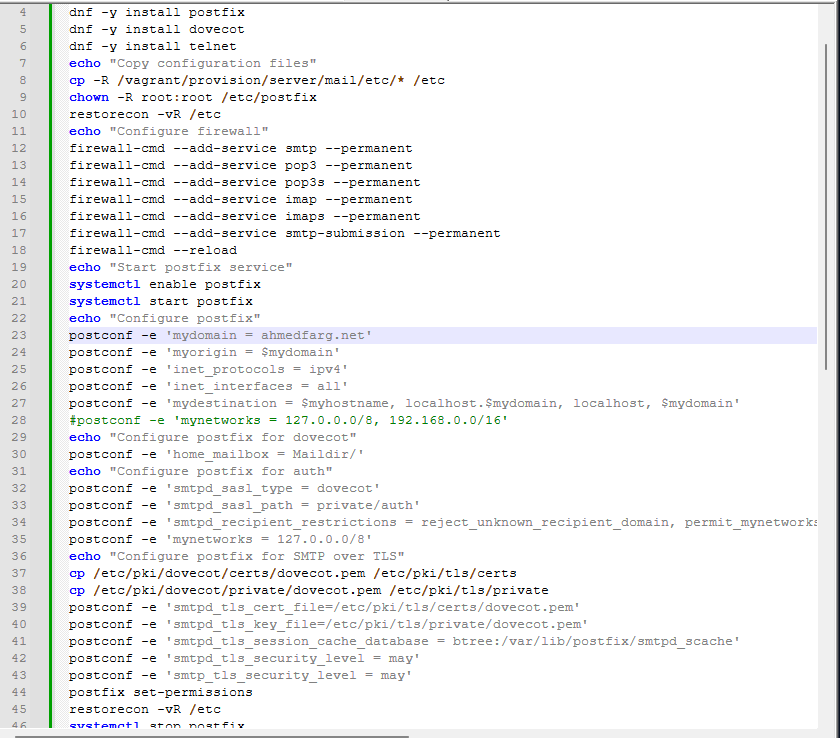 4 dnf -y install postfix
5 dnf -y install dovecot
6 dnf -y install telnet
7 echo "Copy configuration files"
8 cp -R /vagrant/provision/server/mail/etc/* /etc
9 chown -R root:root /etc/postfix
10 restorecon -vR /etc
11 echo "Configure firewall"
12 firewall-cmd --add-service smtp --permanent
13 firewall-cmd --add-service pop3 --permanent
14 firewall-cmd --add-service pop3s --permanent
15 firewall-cmd --add-service imap --permanent
16 firewall-cmd --add-service imaps --permanent
17 firewall-cmd --add-service smtp-submission --permanent
18 firewall-cmd --reload
19 echo "Start postfix service"
20 systemctl enable postfix
21 systemctl start postfix
22 echo "Configure postfix"
23 postconf -e 'mydomain = ahmedfarg.net'
24 postconf -e 'myorigin = $mydomain'
25 postconf -e 'inet_protocols = ipv4'
26 postconf -e 'inet_interfaces = all'
27 postconf -e 'mydestination = $myhostname, localhost.$mydomain, localhost, $mydomain'
28 #postconf -e 'mynetworks = 127.0.0.0/8, 192.168.0.0/16'
29 echo "Configure postfix for dovecot"
30 postconf -e 'home_mailbox = Maildir/'
31 echo "Configure postfix for auth"
32 postconf -e 'smtpd_sasl_type = dovecot'
33 postconf -e 'smtpd_sasl_path = private/auth'
34 postconf -e 'smtpd_recipient_restrictions = reject_unknown_recipient_domain, permit_mynetworks
35 postconf -e 'mynetworks = 127.0.0.0/8'
36 echo "Configure postfix for SMTP over TLS"
37 cp /etc/pki/dovecot/certs/dovecot.pem /etc/pki/tls/certs
38 cp /etc/pki/dovecot/private/dovecot.pem /etc/pki/tls/private
39 postconf -e 'smtpd_tls_cert_file=/etc/pki/tls/certs/dovecot.pem'
40 postconf -e 'smtpd_tls_key_file=/etc/pki/tls/private/dovecot.pem'
41 postconf -e 'smtpd_tls_session_cache_database = btree:/var/lib/postfix/smtpd_scache'
42 postconf -e 'smtpd_tls_security_level = may'
43 postconf -e 'smtp_tls_security_level = may'
44 postfix set-permissions
45 restorecon -vR /etc
46 systemctl stop postfix